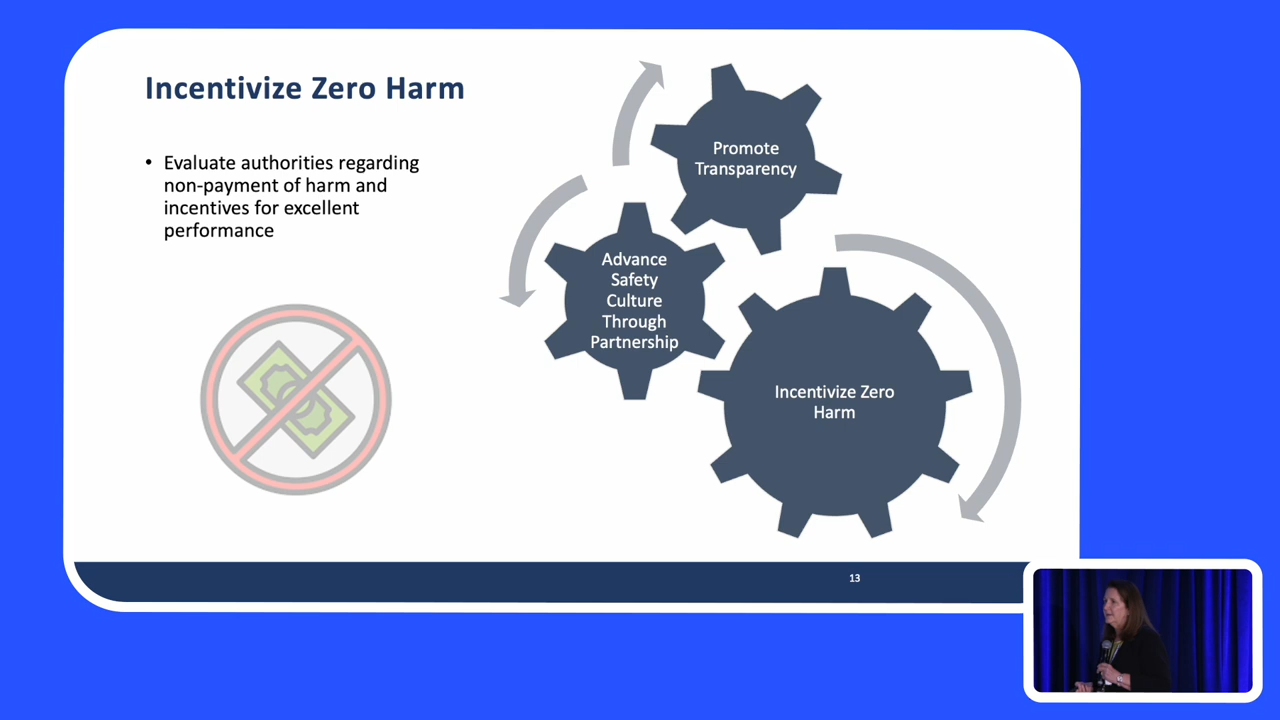 Incentivize Zero Harm
• Evaluate authorities regarding
non-payment of harm and
incentives for excellent
performance
Promote
Transparency
Advance
Safety
Culture
Through
Partnership
Incentivize Zero
Harm
13